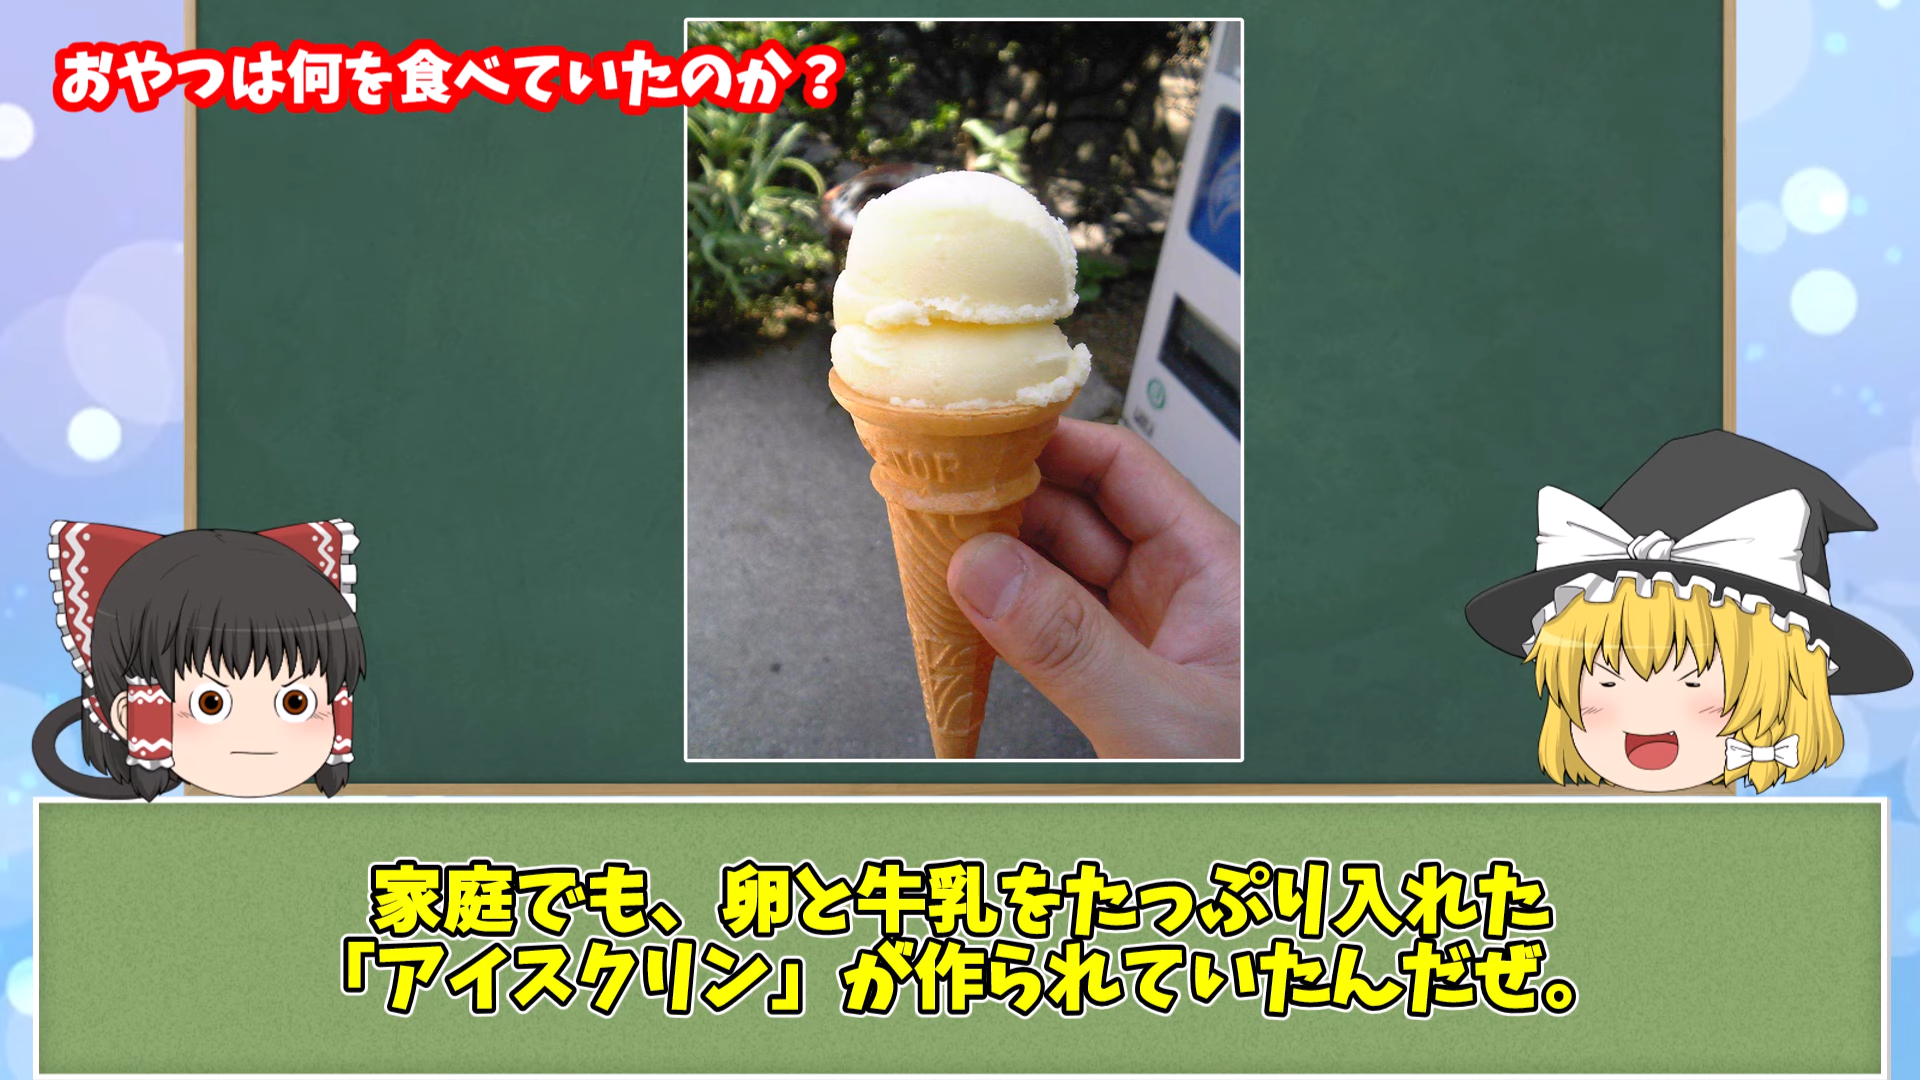 おやつは何を食べていたのか？
TOP
家庭でも、卵と牛乳をたっぷり入れた
「アイスクリン」が作られていたんだぜ。